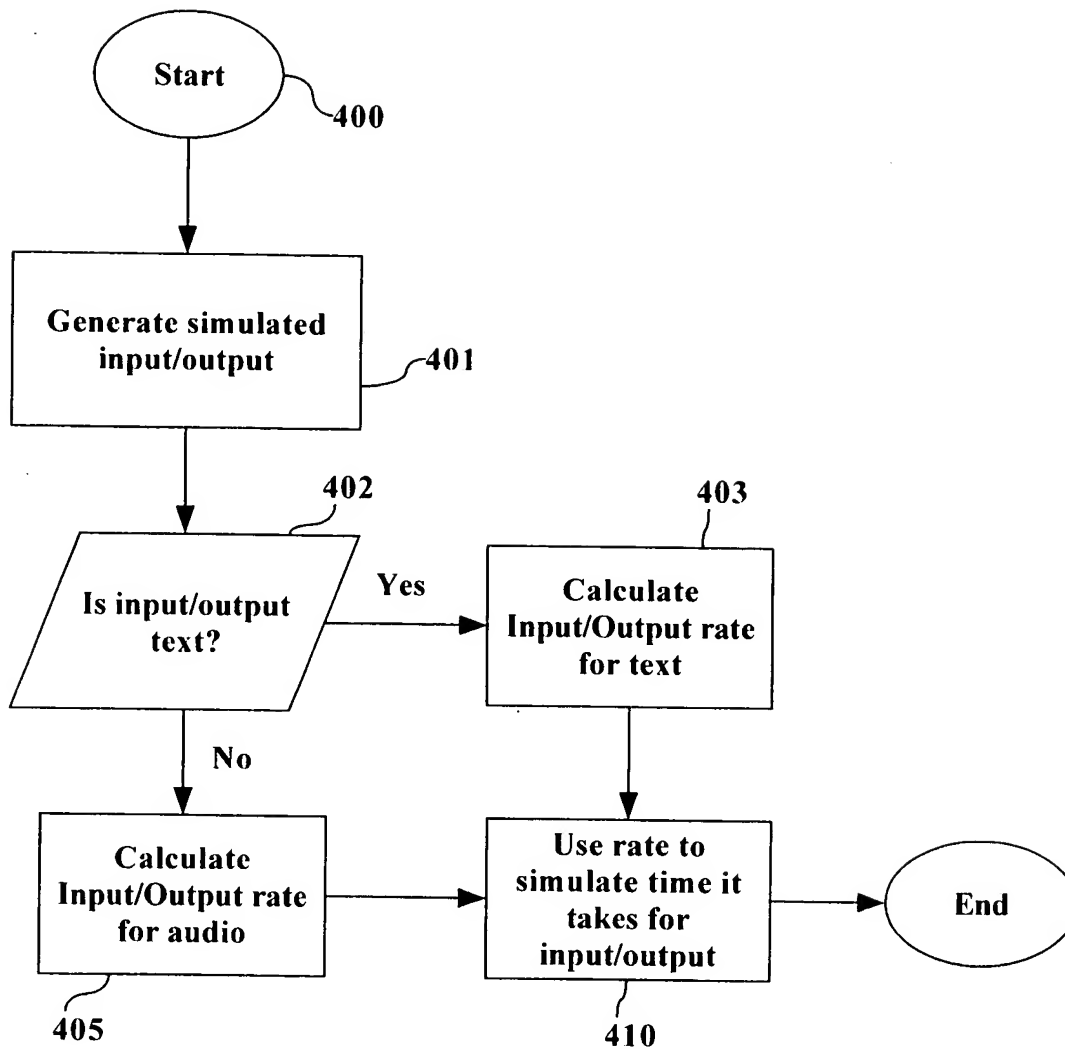 Start
400
Generate simulated
input/output
401
402
403
Is input/output
text?
Yes
Calculate
Input/Output rate
for text
No
Calculate
Input/Output rate
for audio
Use rate to
simulate time it
takes for
input/output
End
405
410